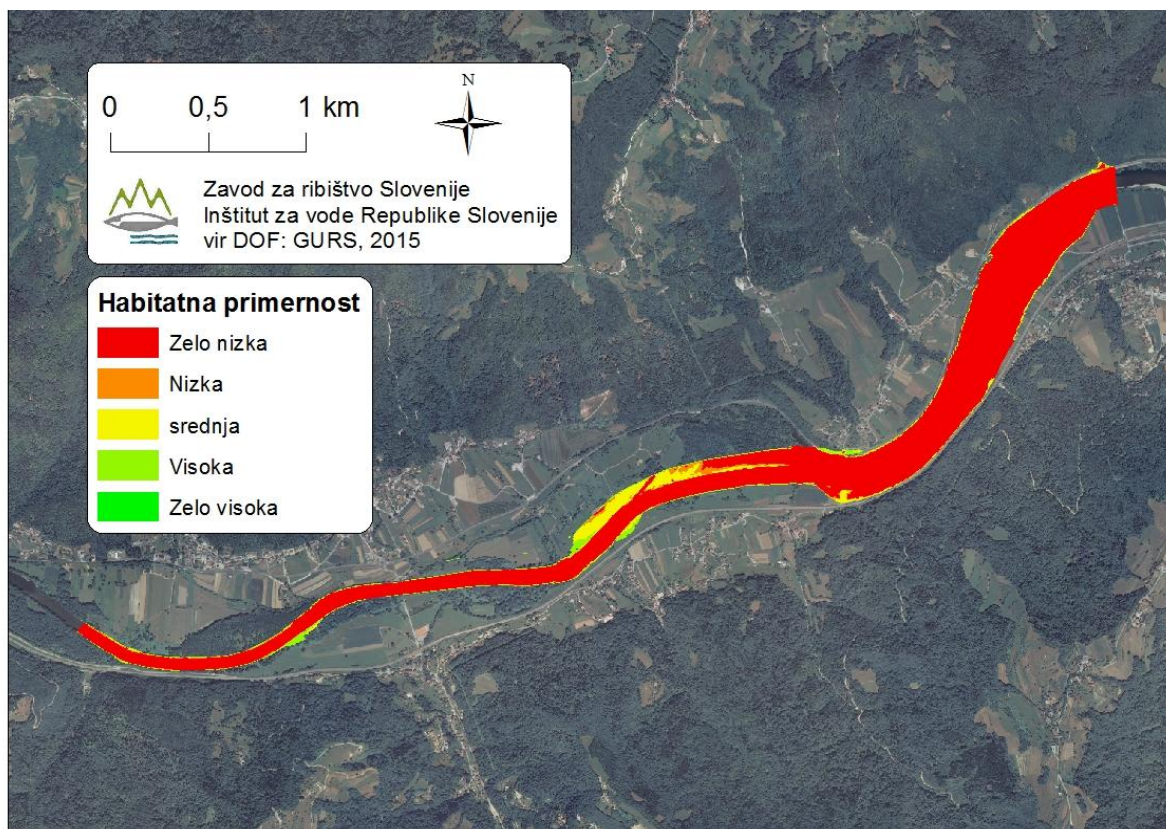 0 0,5 1 km
N
Zavod za ribištvo Slovenije
Inštitut za vode Republike Slovenije
vir DOF: GURS, 2015
Habitatna primernost
Zelo nizka
Nizka
srednja
Visoka
Zelo visoka